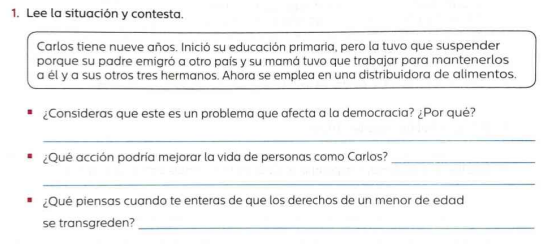 1. Lee la situación y contesta.
Carlos tiene nueve años. Inició su educación primaria, pero la tuvo que suspender
porque su padre emigró a otro país y su mamá tuvo que trabajar para mantenerlos
a él y a sus otros tres hermanos. Ahora se emplea en una distribuidora de alimentos.
¿Consideras que este es un problema que afecta a la democracia? ¿Por qué?
¿Qué acción podría mejorar la vida de personas como Carlos?
¿Qué piensas cuando te enteras de que los derechos de un menor de edad
se transgreden?